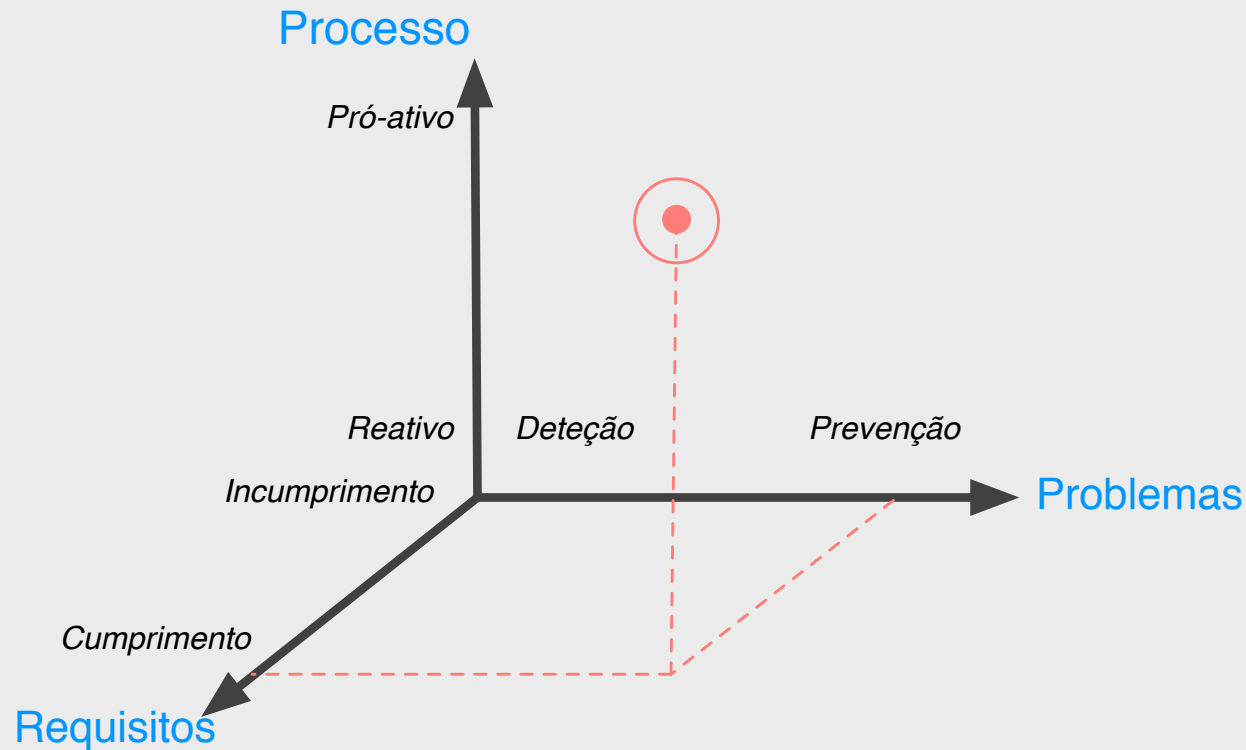 Processo
Pró-ativo
Reativo
Deteção
Prevenção
Incumprimento
Problemas
Cumprimento
Requisitos